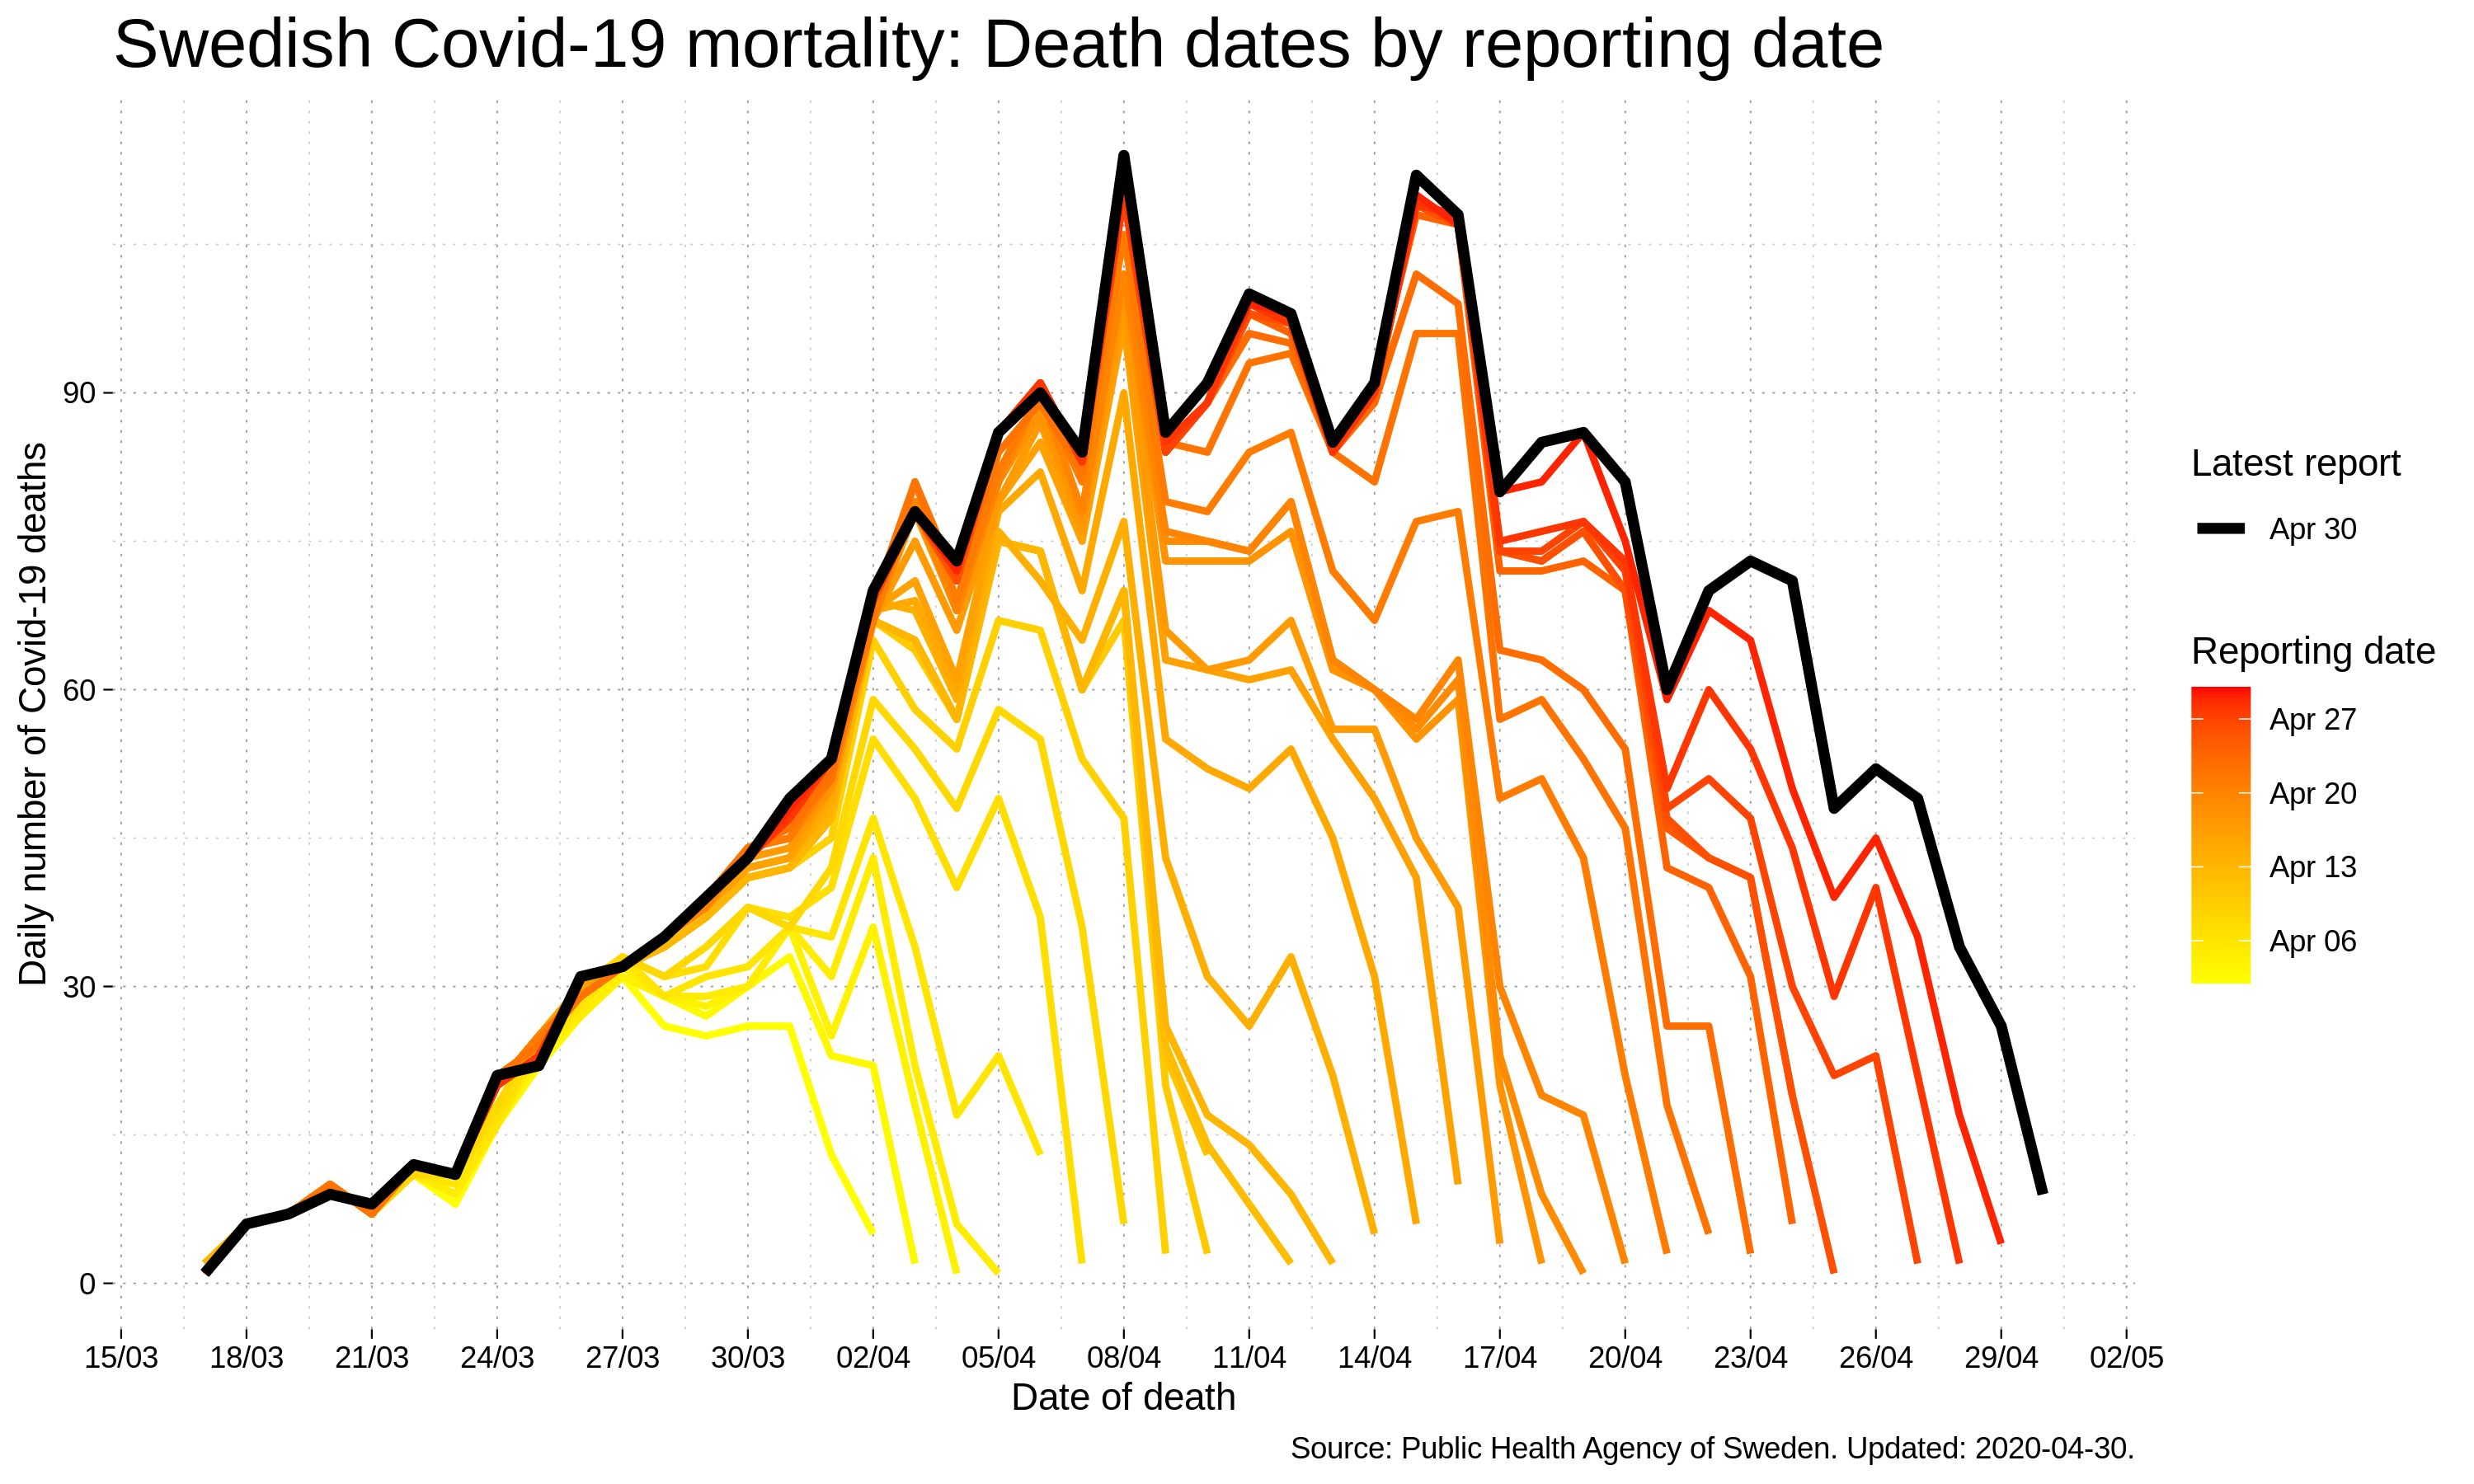 Swedish Covid-19 mortality: Death dates by reporting date
Daily number of Covid-19 deaths
90
60
30
0
15/03 18/03 21/03 24/03 27/03 30/03 02/04 05/04 08/04 11/04 14/04 17/04 20/04 23/04 26/04 29/04 02/05
Date of death
Latest report
Apr 30
Reporting date
Apr 27
Apr 20
Apr 13
Apr 06
Source: Public Health Agency of Sweden. Updated: 2020-04-30.